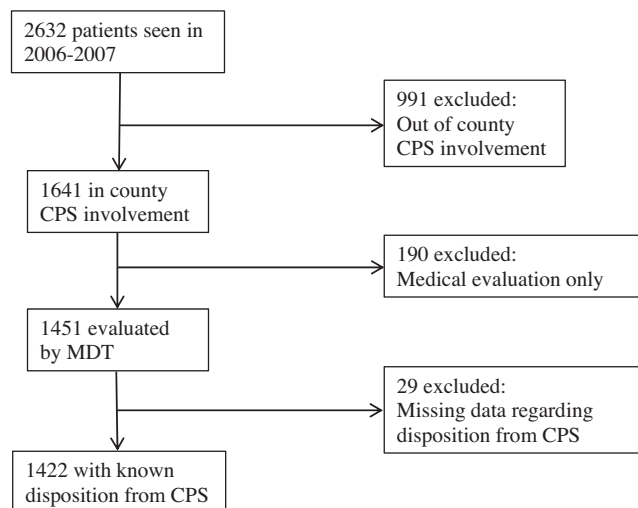 2632 patients seen in
2006-2007
991 excluded:
Out of county
CPS involvement
1641 in county
CPS involvement
190 excluded:
Medical evaluation only
1451 evaluated
by MDT
29 excluded:
Missing data regarding
disposition from CPS
1422 with known
disposition from CPS